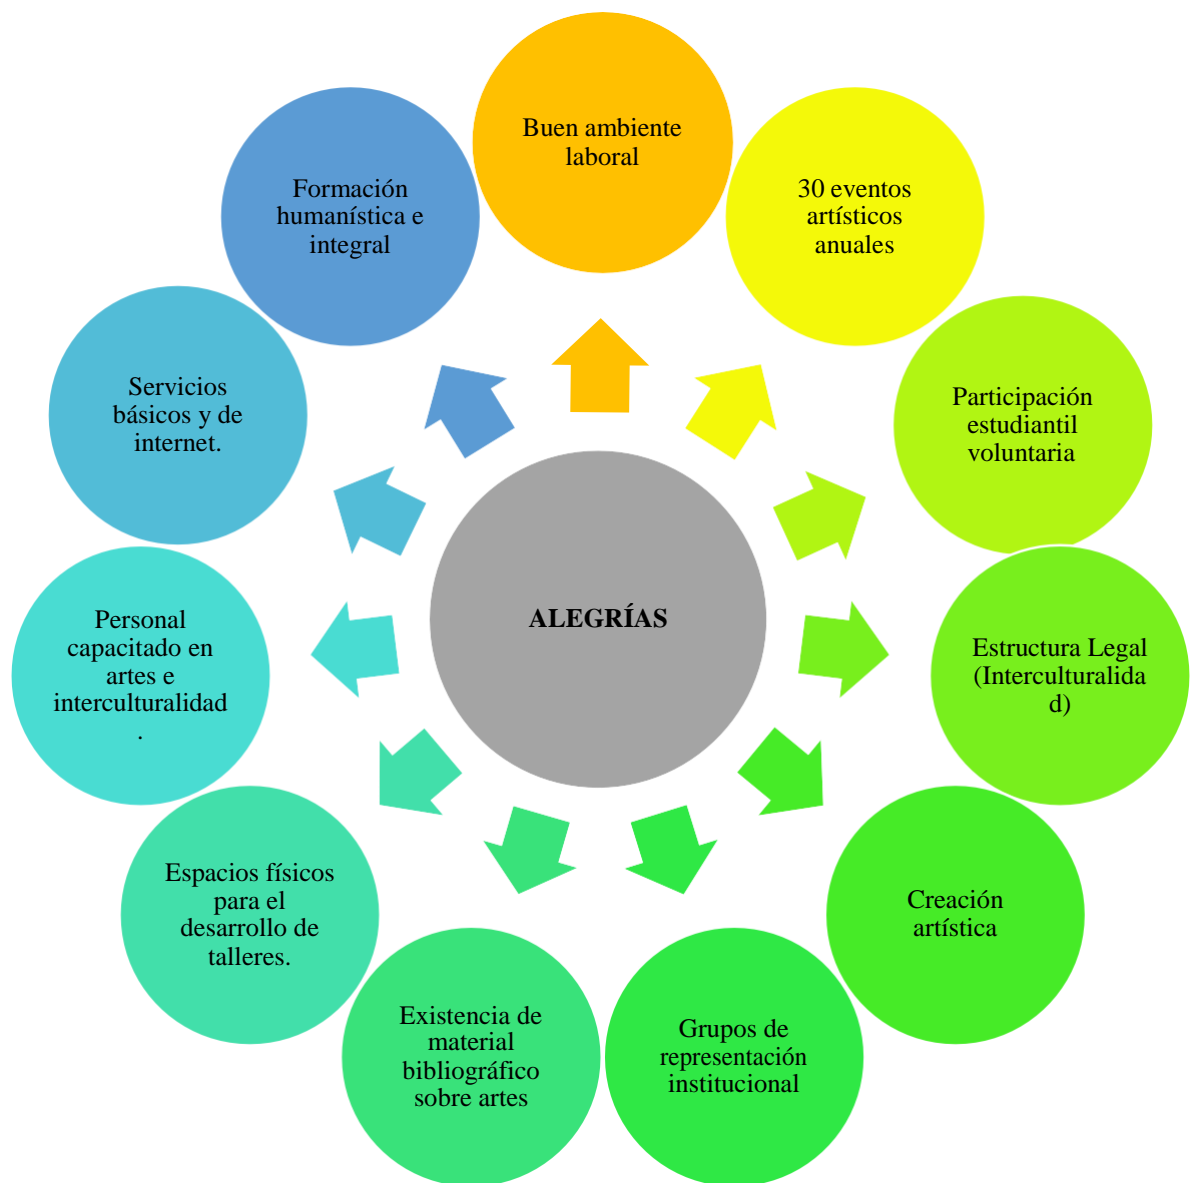 Buen ambiente
laboral
30 eventos
artísticos
anuales
Participación
estudiantil
voluntaria
Estructura Legal
(Interculturalida
d)
Creación
artística
Grupos de
representación
institucional
Existencia de
material
bibliográfico
sobre artes
Espacios físicos
para el
desarrollo de
talleres.
Personal
capacitado en
artes e
interculturalidad
.
Servicios
básicos y de
internet.
Formación
humanística e
integral
ALEGRÍAS